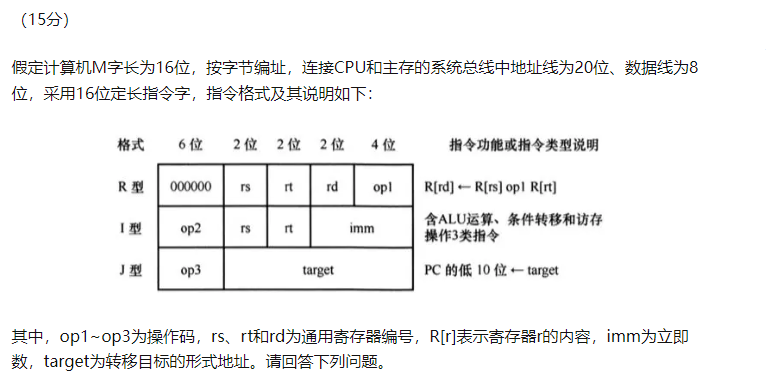 （15分）
假定计算机M字长为16位，按字节编址，连接CPU和主存的系统总线中地址线为20位、数据线为8
位，采用16位定长指令字，指令格式及其说明如下：
格式 6 位 2 位 2 位 2 位 4 位 指令功能或指令类型说明
R 型 000000 rs rt rd op1 R[rd] ← R[rs] op1 R[rt]
I 型 op2 rs rt imm 含ALU运算、条件转移和访存
操作3类指令
J 型 op3 target PC 的低 10 位 ← target
其中，op1~op3为操作码，rs、rt和rd为通用寄存器编号，R[r]表示寄存器r的内容，imm为立即
数，target为转移目标的形式地址。请回答下列问题。